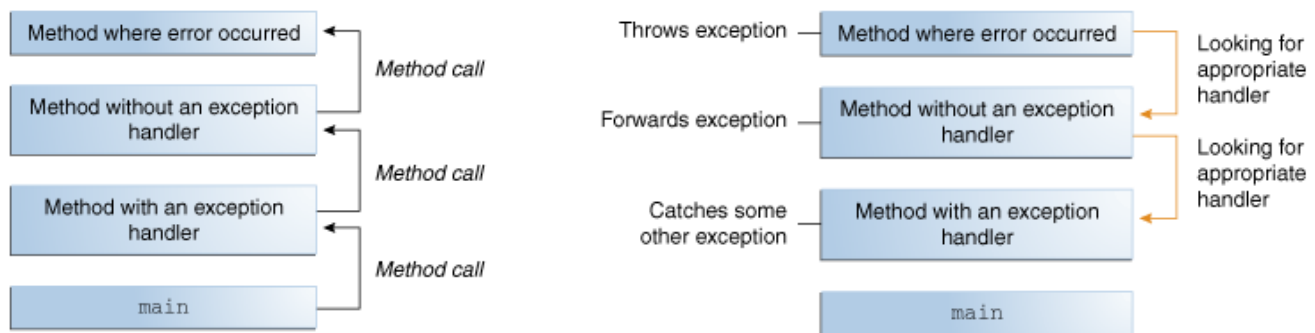 Method where error occurred
Method call
Method without an exception
handler
Method call
Method with an exception
handler
Method call
main
Throws exception
Method where error occurred
Looking for
appropriate
handler
Forwards exception
Method without an exception
handler
Looking for
appropriate
handler
Catches some
other exception
Method with an exception
handler
main